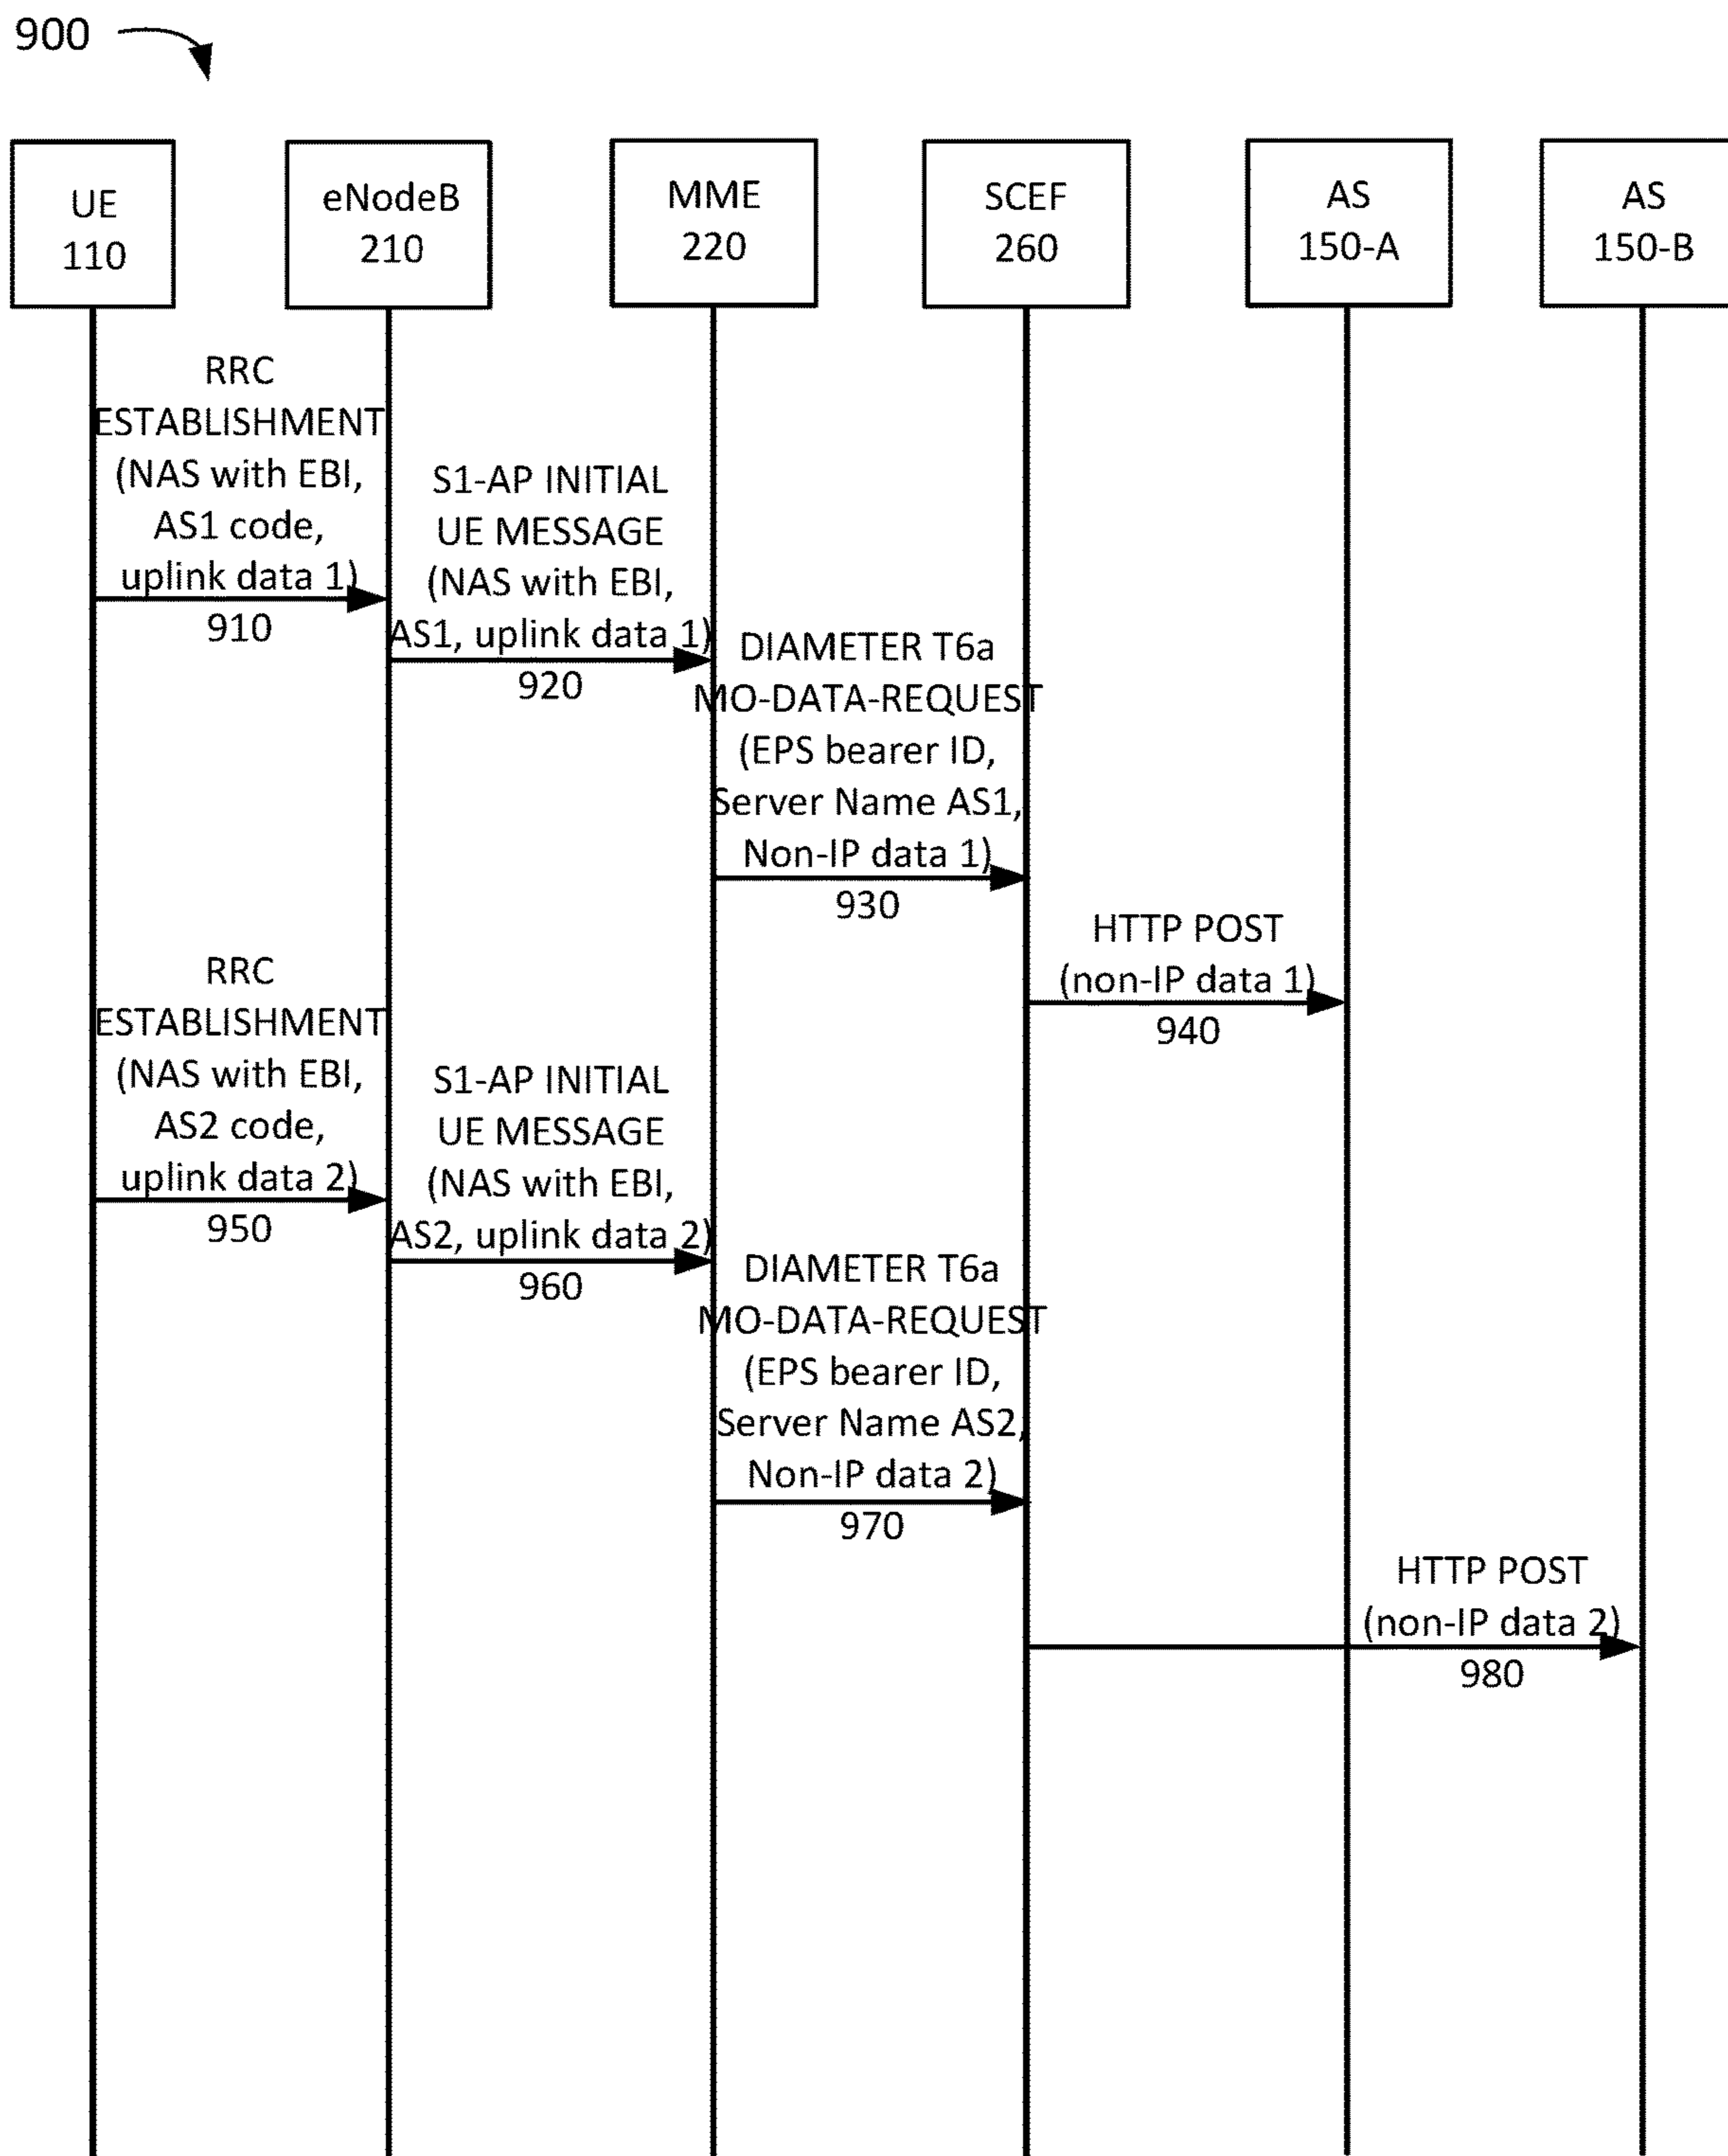 900
UE
110
eNodeB
210
MME
220
SCEF
260
AS
150-A
AS
150-B
RRC
ESTABLISHMENT
(NAS with EBI,
AS1 code,
uplink data 1)
910
S1-AP INITIAL
UE MESSAGE
(NAS with EBI,
AS1, uplink data 1)
920
DIAMETER T6a
MO-DATA-REQUEST
(EPS bearer ID,
Server Name AS1,
Non-IP data 1)
930
HTTP POST
(non-IP data 1)
940
RRC
ESTABLISHMENT
(NAS with EBI,
AS2 code,
uplink data 2)
950
S1-AP INITIAL
UE MESSAGE
(NAS with EBI,
AS2, uplink data 2)
960
DIAMETER T6a
MO-DATA-REQUEST
(EPS bearer ID,
Server Name AS2,
Non-IP data 2)
970
HTTP POST
(non-IP data 2)
980